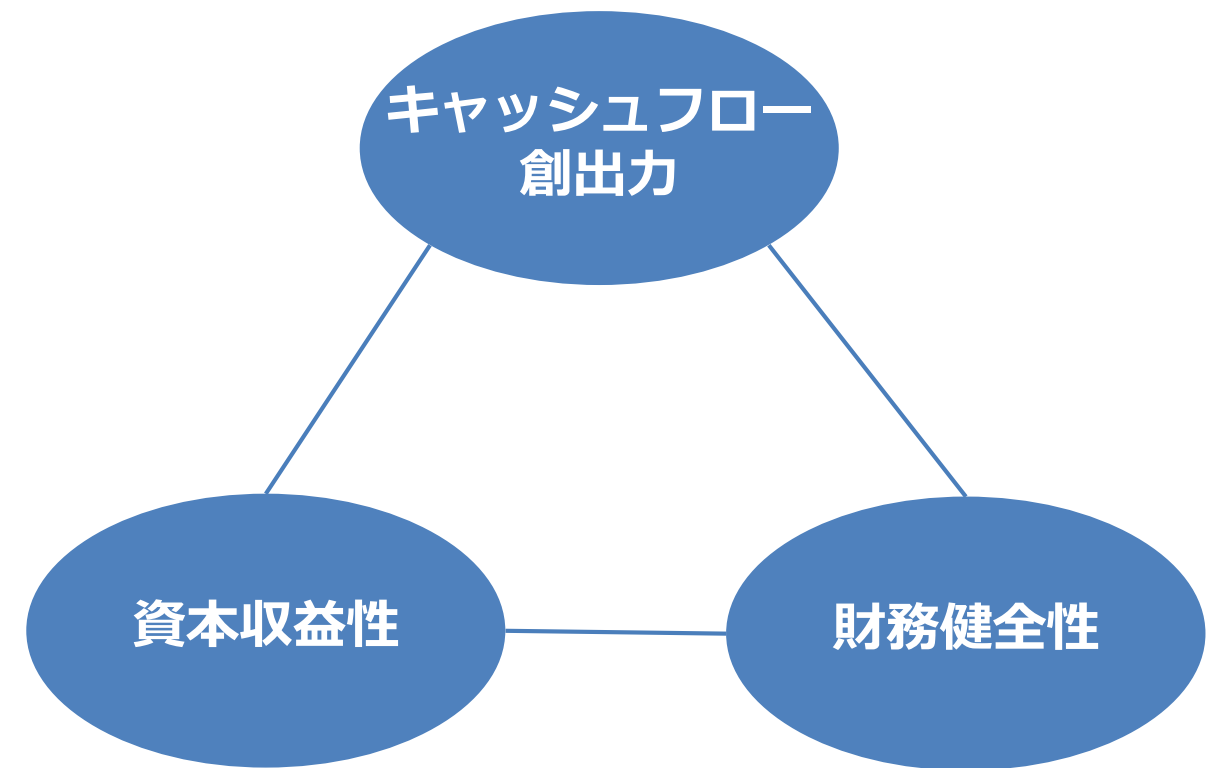 キャッシュフロー
創出力
資本収益性
財務健全性